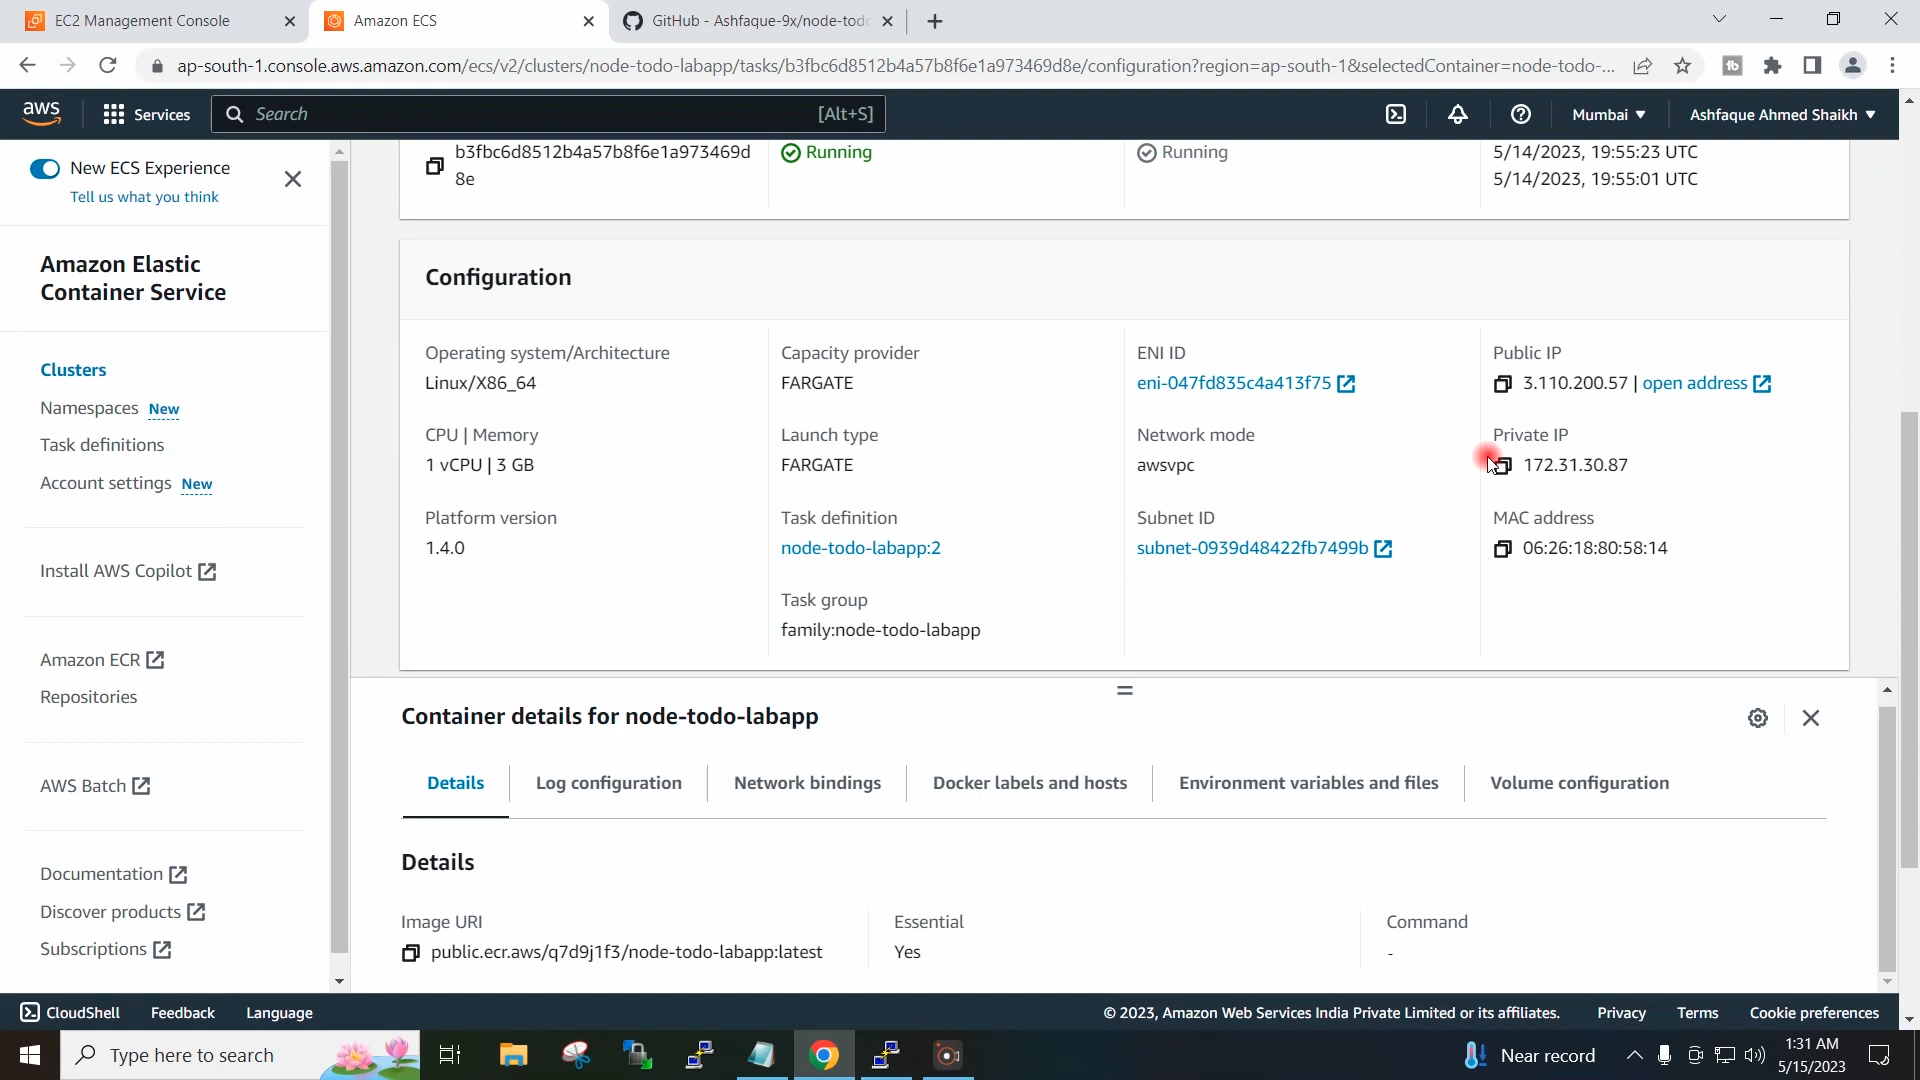 EC2 Management Console
Amazon ECS
GitHub - Ashfaque-9x/node-todo
ap-south-1.console.aws.amazon.com/ecs/v2/clusters/node-todo-labapp/tasks/b3fbc6d8512b4a57b8f6e1a973469d8e/configuration?region=ap-south-1&selectedContainer=node-todo-...
aws
Services
Search
[Alt+S]
Mumbai
Ashfaque Ahmed Shaikh
New ECS Experience
Tell us what you think
Amazon Elastic
Container Service
Clusters
Namespaces New
Task definitions
Account settings New
Install AWS Copilot
Amazon ECR
Repositories
AWS Batch
Documentation
Discover products
Subscriptions
b3fbc6d8512b4a57b8f6e1a973469d
8e
Running
Running
5/14/2023, 19:55:23 UTC
5/14/2023, 19:55:01 UTC
Configuration
Operating system/Architecture
Linux/X86_64
CPU | Memory
1 vCPU | 3 GB
Platform version
1.4.0
Capacity provider
FARGATE
Launch type
FARGATE
Task definition
node-todo-labapp:2
Task group
family:node-todo-labapp
ENI ID
eni-047fd835c4a413f75
Network mode
awsvpc
Subnet ID
subnet-0939d48422fb7499b
Public IP
3.110.200.57 | open address
Private IP
172.31.30.87
MAC address
06:26:18:80:58:14
Container details for node-todo-labapp
Details
Log configuration
Network bindings
Docker labels and hosts
Environment variables and files
Volume configuration
Details
Image URI
public.ecr.aws/q7d9j1f3/node-todo-labapp:latest
Essential
Yes
Command
-
CloudShell
Feedback
Language
© 2023, Amazon Web Services India Private Limited or its affiliates.
Privacy
Terms
Cookie preferences
Type here to search
Near record
1:31 AM
5/15/2023